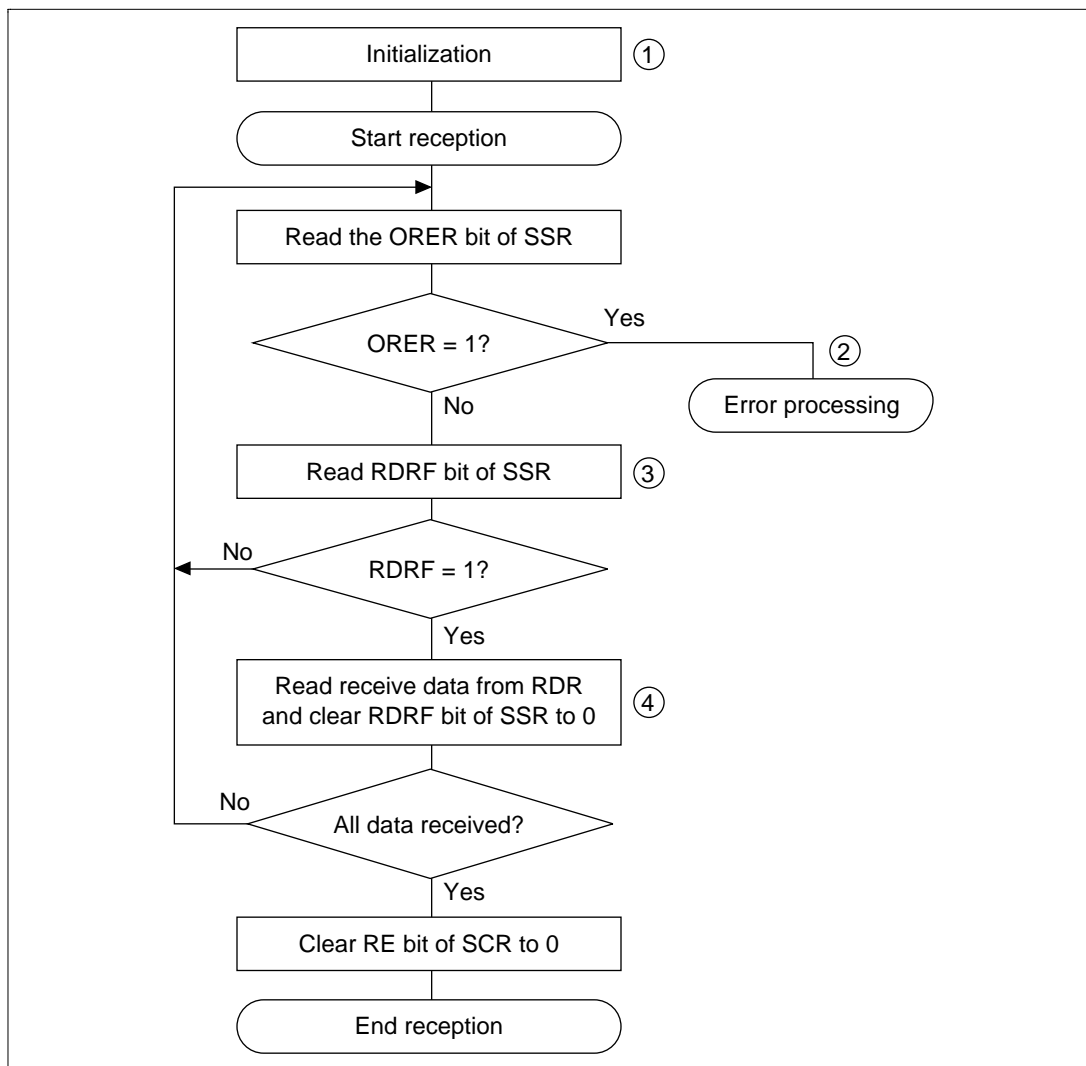 Initialization
①
Start reception
Read the ORER bit of SSR
ORER = 1?
Yes
②
Error processing
No
Read RDRF bit of SSR
③
No
RDRF = 1?
Yes
Read receive data from RDR
and clear RDRF bit of SSR to 0
④
No
All data received?
Yes
Clear RE bit of SCR to 0
End reception